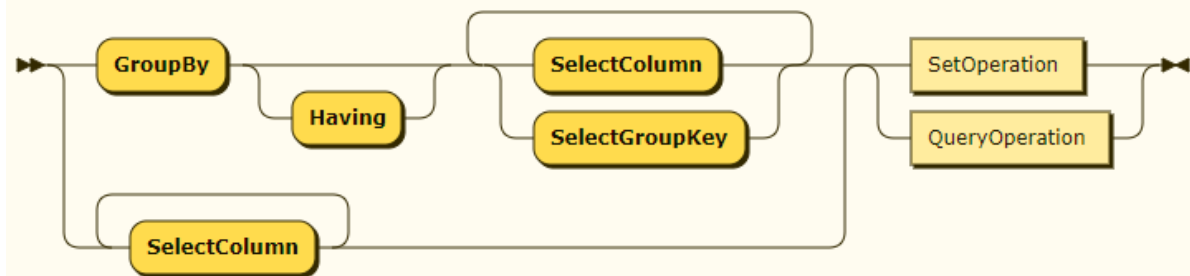 GroupBy
SelectColumn
SetOperation
Having
SelectGroupKey
QueryOperation
SelectColumn